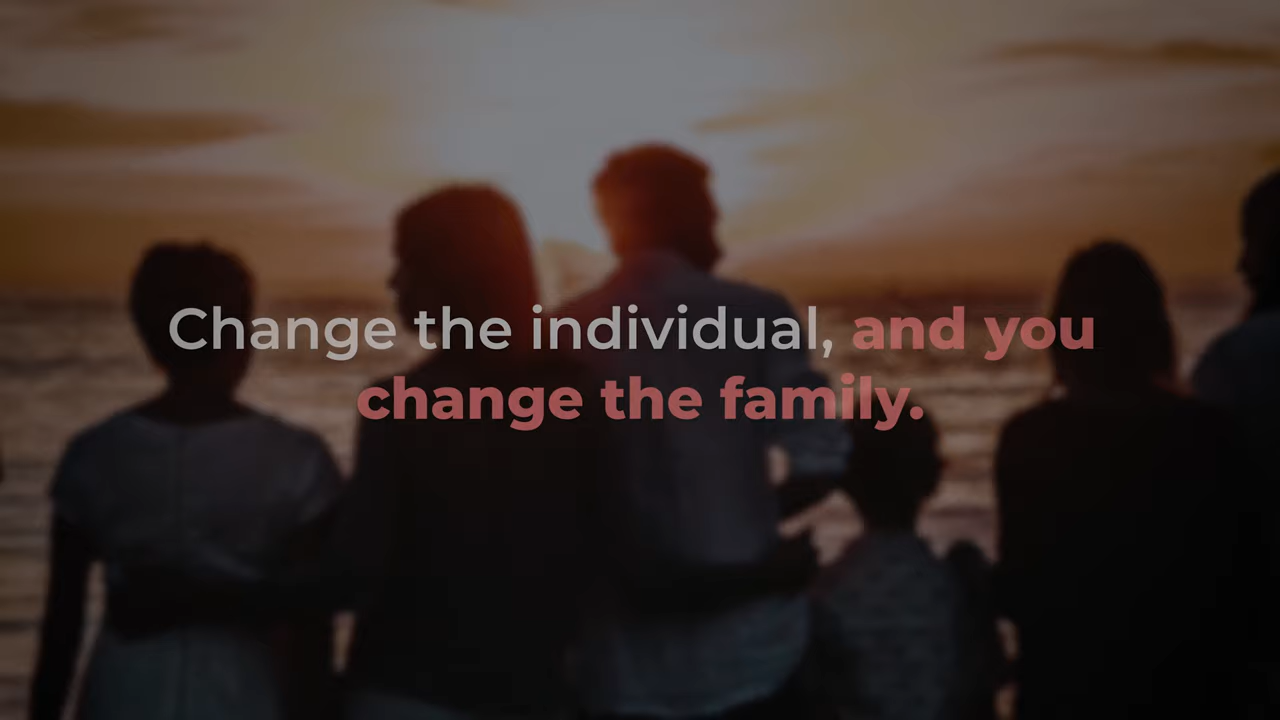 Change the individual, and you
change the family.